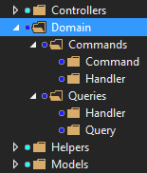 Controllers
Domain
Commands
Command
Handler
Queries
Handler
Query
Helpers
Models